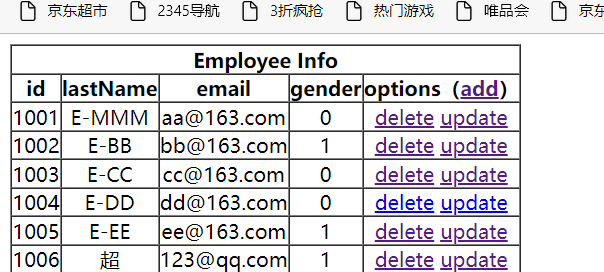 京东超市 2345导航 3折疯抢 热门游戏 唯品会 京东
Employee Info
id lastName email gender options（add）
1001 E-MMM aa@163.com 0 delete update
1002 E-BB bb@163.com 1 delete update
1003 E-CC cc@163.com 0 delete update
1004 E-DD dd@163.com 0 delete update
1005 E-EE ee@163.com 1 delete update
1006 超 123@qq.com 1 delete update